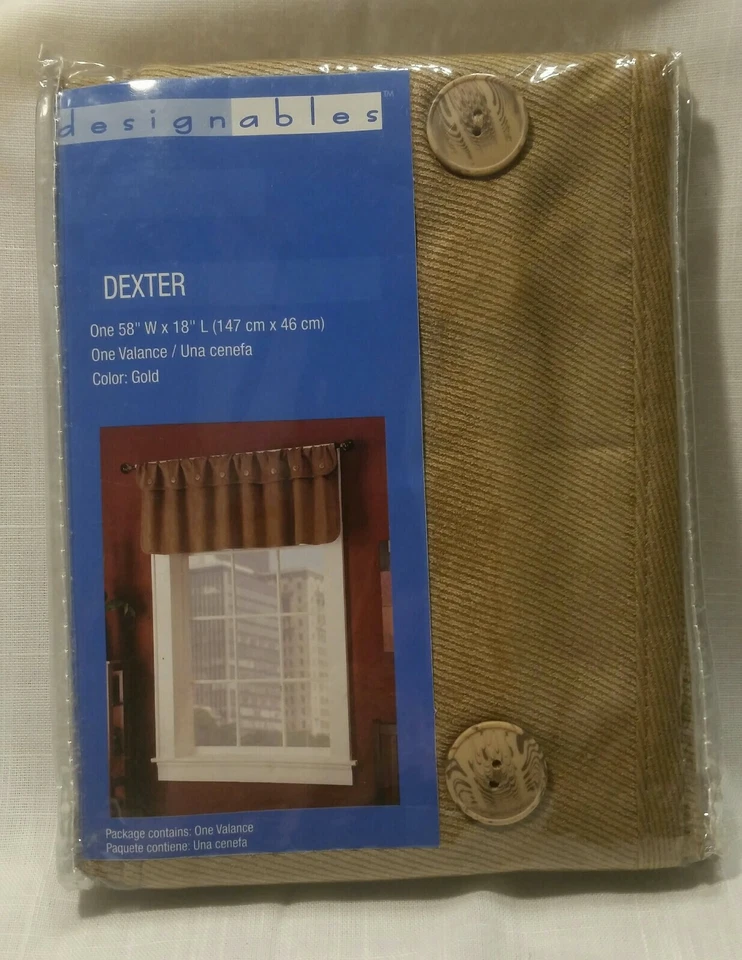 designables™
DEXTER
One 58" W x 18" L (147 cm x 46 cm)
One Valance / Una cenefa
Color: Gold
Package contains: One Valance
Paquete contiene: Una cenefa